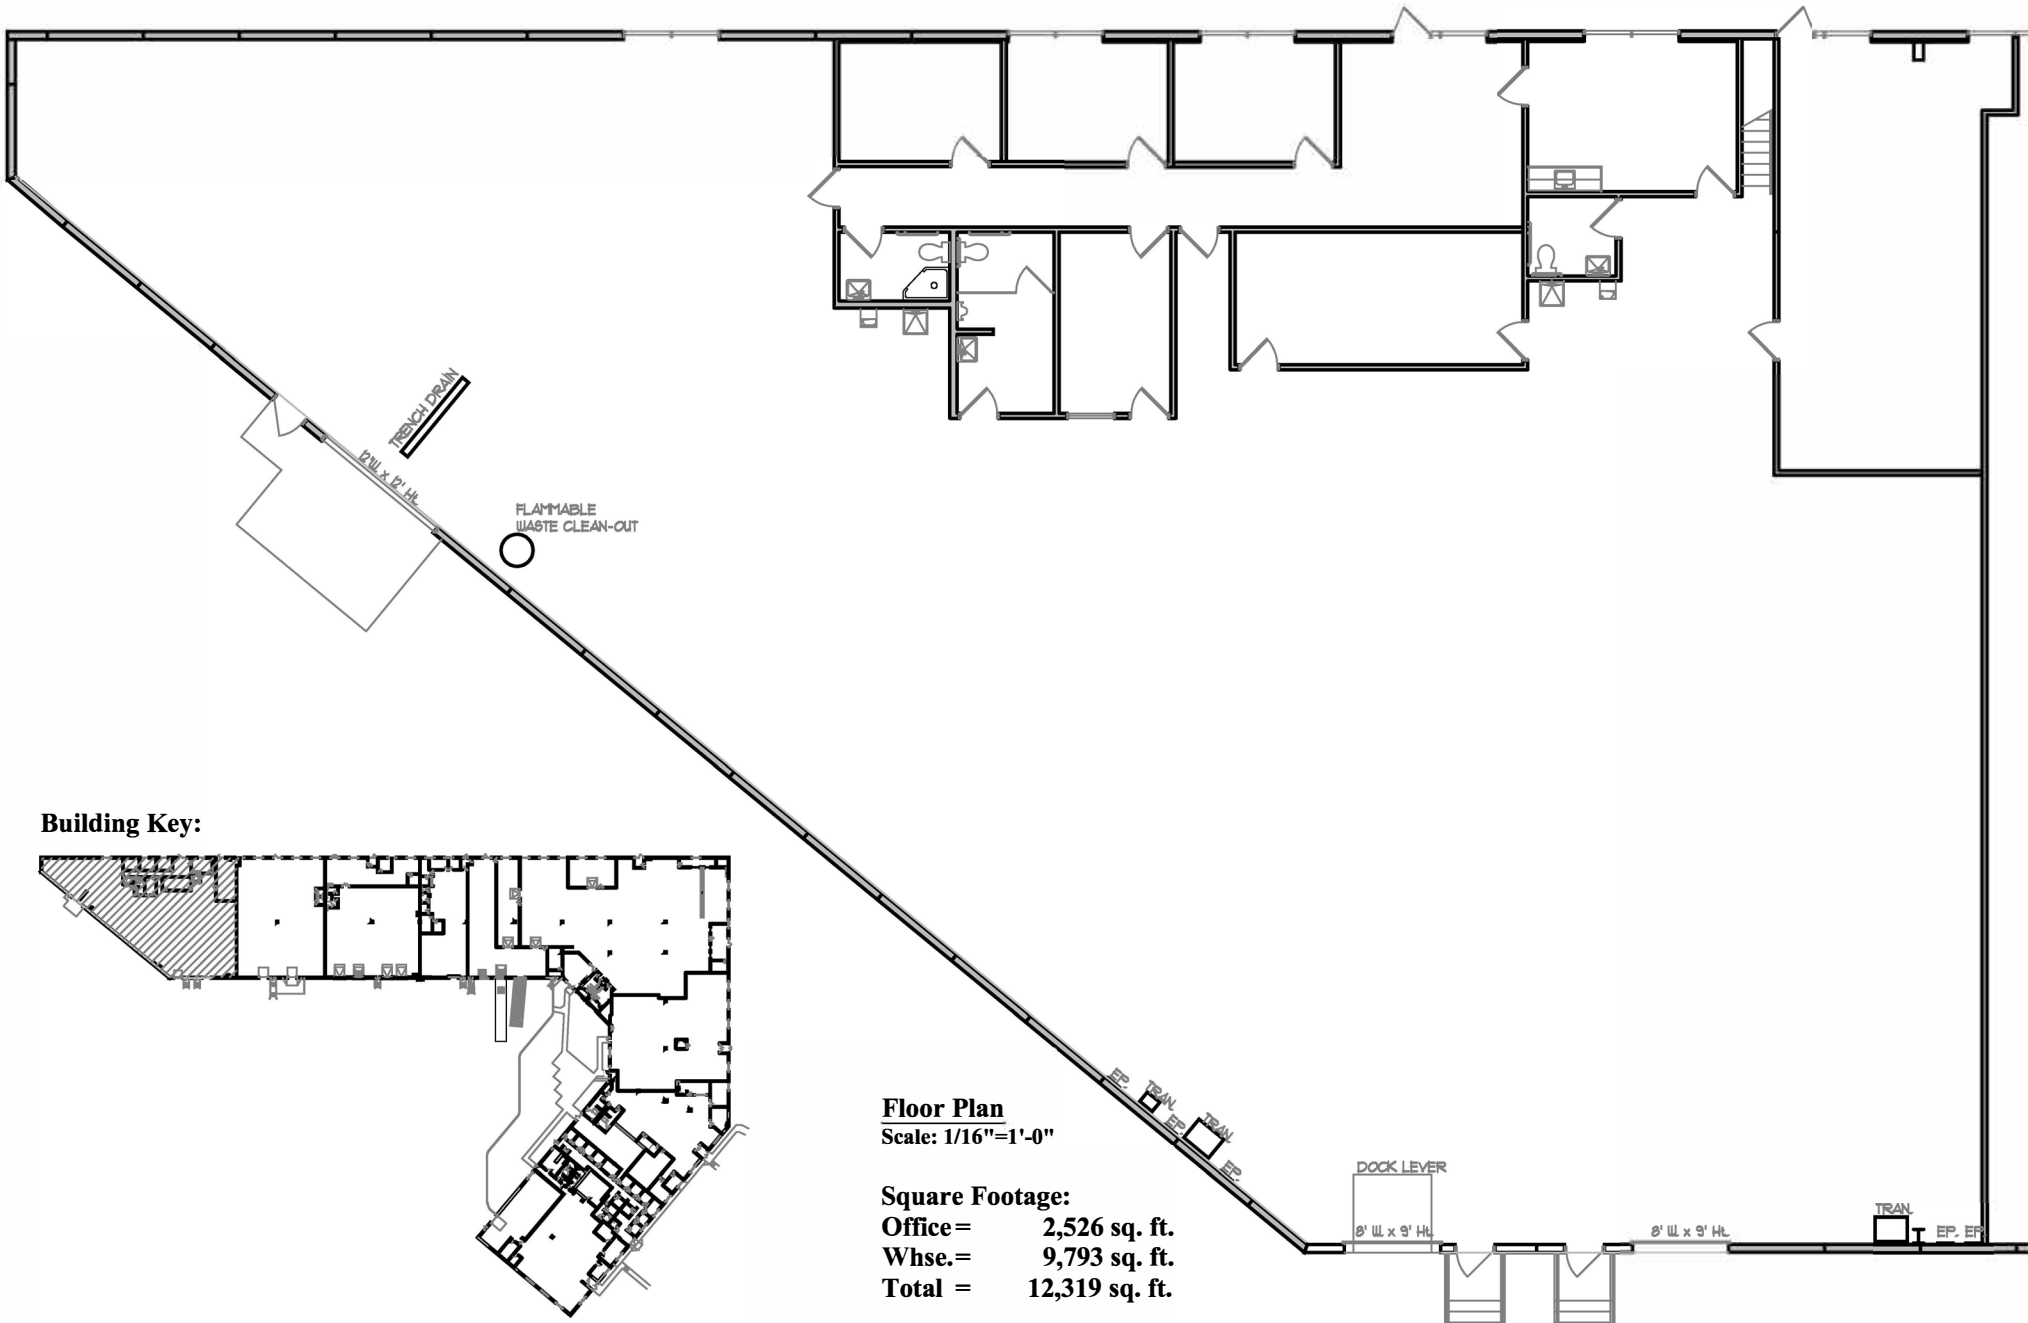 TRENCH DRAIN
12' W. x 12' Ht.
FLAMMABLE
WASTE CLEAN-OUT
Building Key:
EP.
TRAN.
EP.
TRAN.
EP.
Floor Plan
Scale: 1/16"=1'-0"
Square Footage:
Office= 2,526 sq. ft.
Whse.= 9,793 sq. ft.
Total = 12,319 sq. ft.
DOCK LEVER
8' W. x 9' Ht.
8' W. x 9' Ht.
TRAN.
EP. EP.